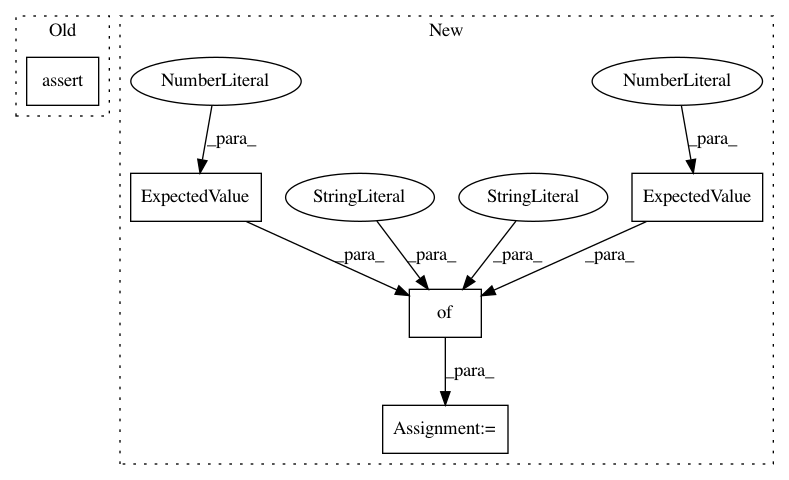 Old
New
assert
NumberLiteral
NumberLiteral
_para_
_para_
ExpectedValue
StringLiteral
StringLiteral
ExpectedValue
_para_
_para_
_para_
_para_
of
_para_
Assignment:=